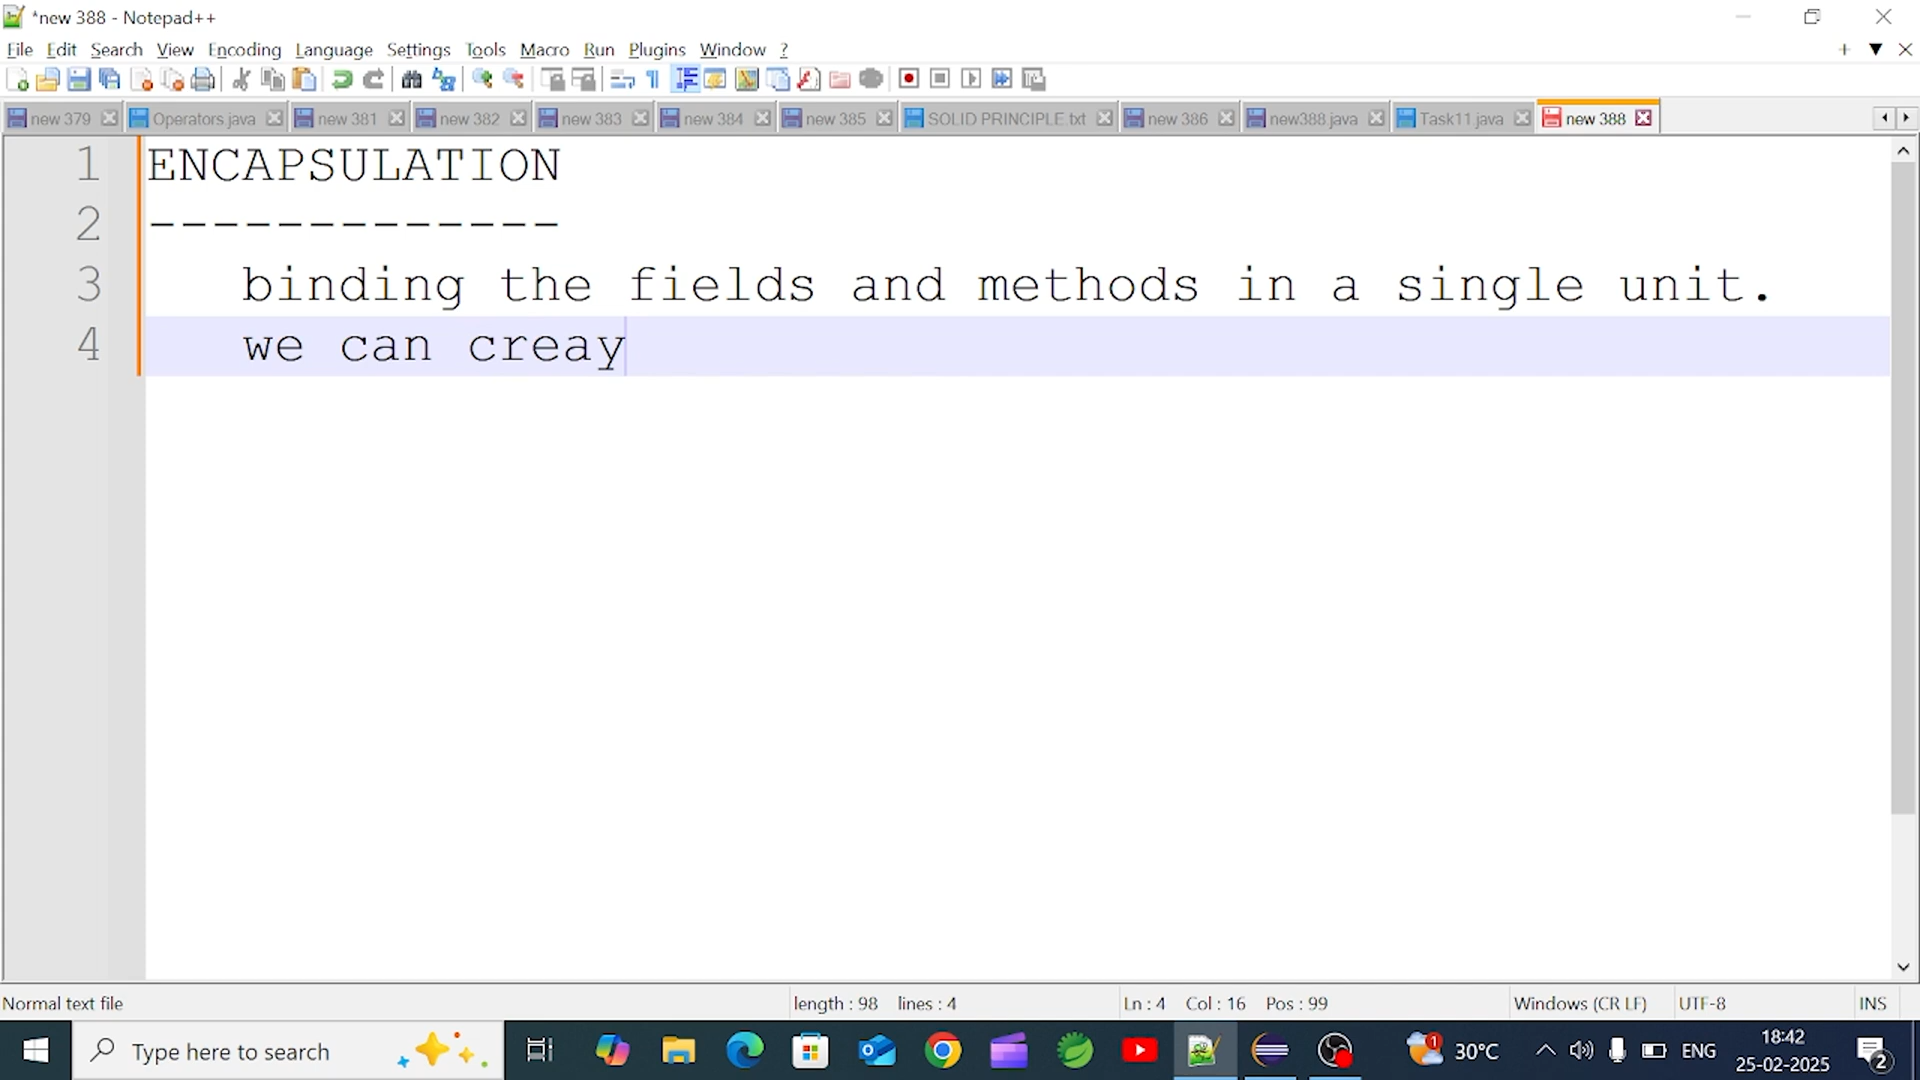 *new 388 - Notepad++
File Edit Search View Encoding Language Settings Tools Macro Run Plugins Window ?
new 379 Operators.java new 381 new 382 new 383 new 384 new 385 SOLID PRINCIPLE.txt new 386 new388.java Task11.java new 388
1 ENCAPSULATION
2 -------------
3 binding the fields and methods in a single unit.
4 we can creay
Normal text file length : 98 lines : 4 Ln : 4 Col : 16 Pos : 99 Windows (CR LF) UTF-8 INS
Type here to search 1 30°C ENG 18:42 2
25-02-2025